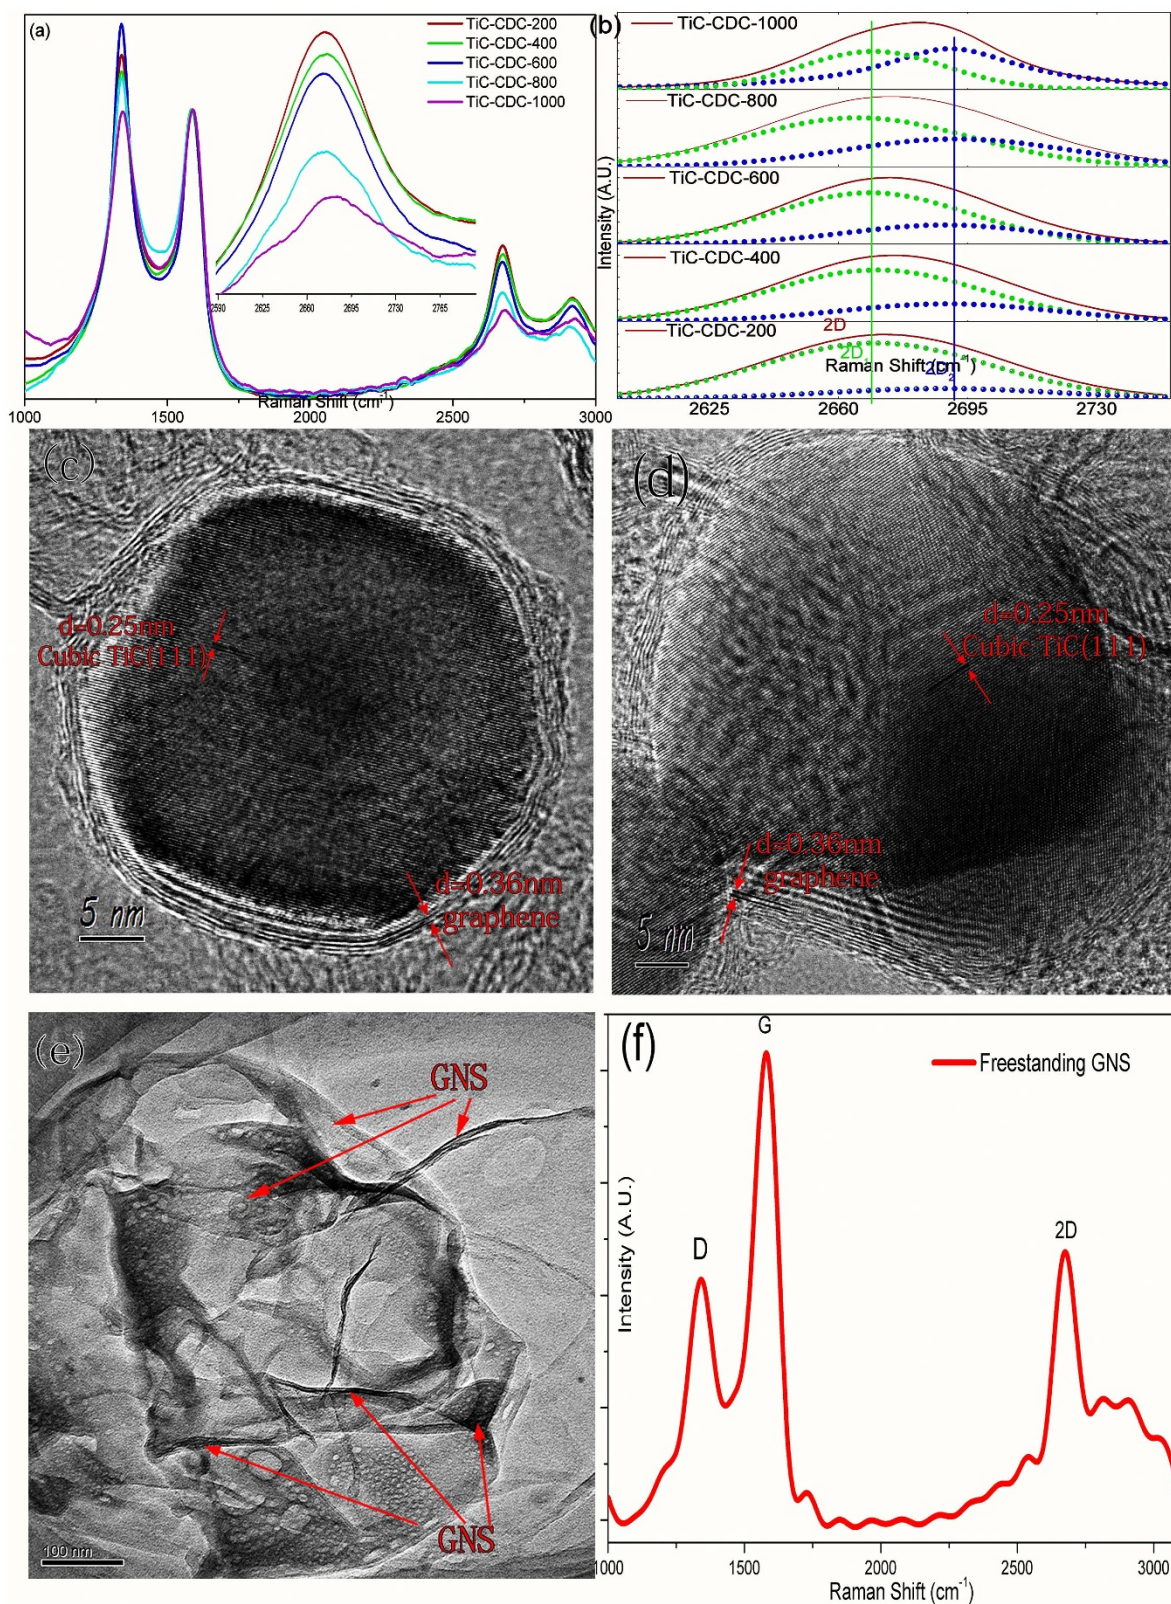 (a)
TiC-CDC-200
TiC-CDC-400
TiC-CDC-600
TiC-CDC-800
TiC-CDC-1000
2590 2625 2660 2695 2730 2765
1000 1500 2000 2500 3000
Raman Shift (cm⁻¹)
(b)
TiC-CDC-1000
TiC-CDC-800
TiC-CDC-600
TiC-CDC-400
TiC-CDC-200
Intensity (A.U.)
2D
2D₁
2D₂
Raman Shift (cm⁻¹)
2625 2660 2695 2730
(c)
d=0.25nm
Cubic TiC(111)
d=0.36nm
graphene
5 nm
(d)
d=0.25nm
Cubic TiC(111)
d=0.36nm
graphene
5 nm
(e)
GNS
GNS
100 nm
(f)
G
Freestanding GNS
D
2D
Intensity (A.U.)
1000 1500 2000 2500 3000
Raman Shift (cm⁻¹)